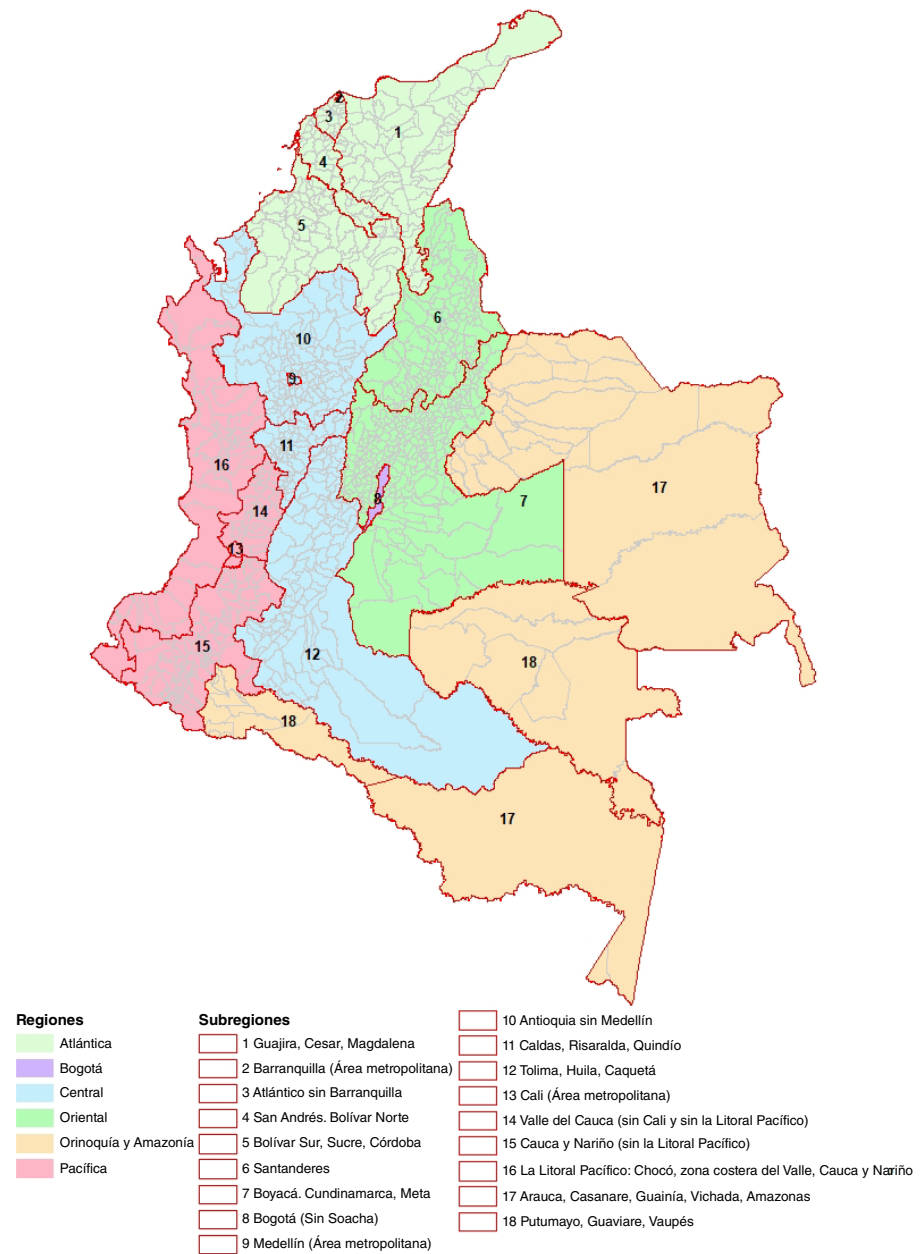 2
3
1
4
5
6
10
9
11
16
8
7
17
14
13
15
12
18
18
17
Regiones
Atlántica
Bogotá
Central
Oriental
Orinoquía y Amazonía
Pacífica
Subregiones
1 Guajira, Cesar, Magdalena
2 Barranquilla (Área metropolitana)
3 Atlántico sin Barranquilla
4 San Andrés. Bolívar Norte
5 Bolívar Sur, Sucre, Córdoba
6 Santanderes
7 Boyacá. Cundinamarca, Meta
8 Bogotá (Sin Soacha)
9 Medellín (Área metropolitana)
10 Antioquia sin Medellín
11 Caldas, Risaralda, Quindío
12 Tolima, Huila, Caquetá
13 Cali (Área metropolitana)
14 Valle del Cauca (sin Cali y sin la Litoral Pacífico)
15 Cauca y Nariño (sin la Litoral Pacífico)
16 La Litoral Pacífico: Chocó, zona costera del Valle, Cauca y Nariño
17 Arauca, Casanare, Guainía, Vichada, Amazonas
18 Putumayo, Guaviare, Vaupés